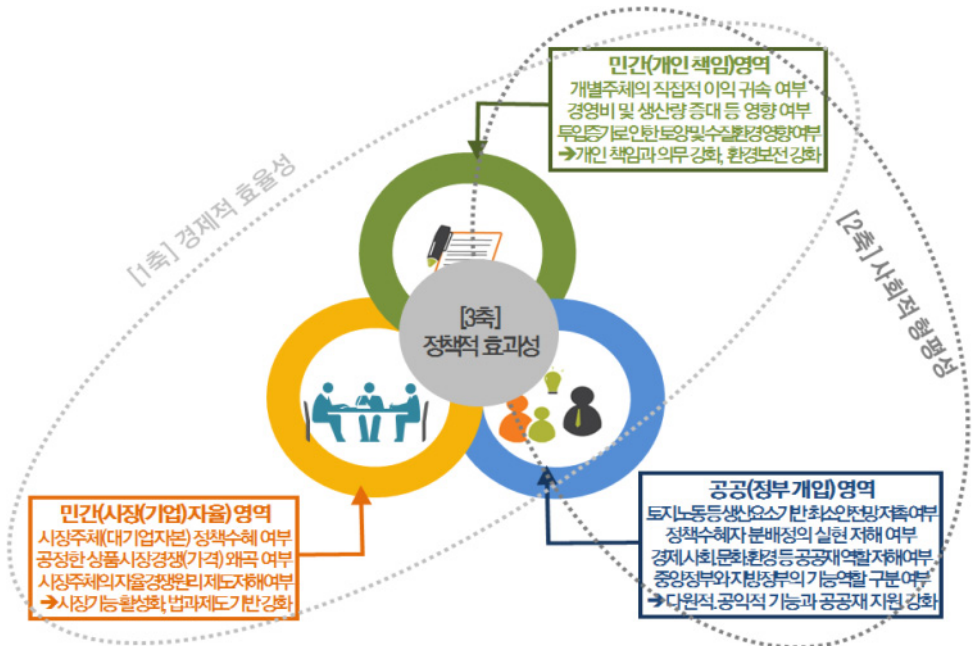 민간(개인 책임)영역
개별주체의 직접적 이익 귀속 여부
경영비 및 생산량 증대 등 영향 여부
투입증가로 인한 토양 및 수질환경 영향 여부
➔개인 책임과 의무 강화, 환경보전 강화
[1축] 경제적 효율성
[2축] 사회적 형평성
[3축]
정책적 효과성
민간(시장(기업)자율) 영역
시장주체(대기업자본) 정책수혜 여부
공정한 상품시장경쟁(가격) 왜곡 여부
시장주체의 자율경쟁원리 제도저해 여부
➔시장기능 활성화, 법과제도 기반 강화
공공(정부 개입) 영역
토지노동 등 생산요소기반 최소안전망 저촉 여부
정책수혜자 분배정의 실현 저해 여부
경제,사회,문화,환경 등 공공재 역할 저해여부,
중앙정부와 지방정부의 기능역할 구분 여부
➔다원적, 공익적 기능과 공공재 지원 강화